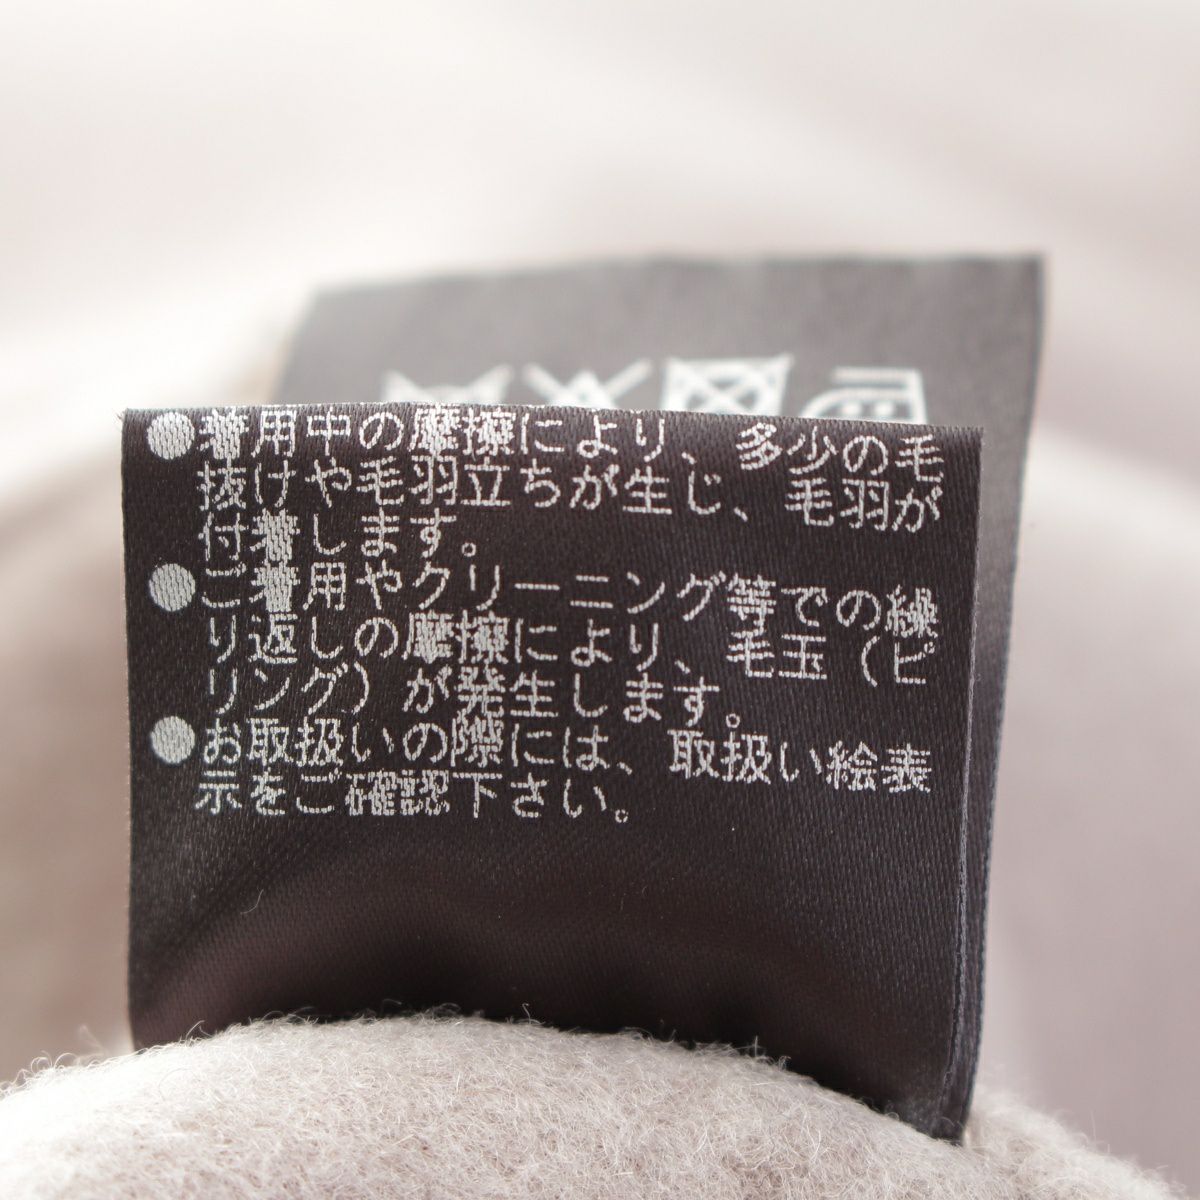 ●着用中の摩擦により、多少の毛
抜けや毛羽立ちが生じ、毛羽が
付着します。
●ご着用やクリーニング等での繰
り返しの摩擦により、毛玉(ピ
リング)が発生します。
●お取扱いの際には、取扱い絵表
示をご確認下さい。